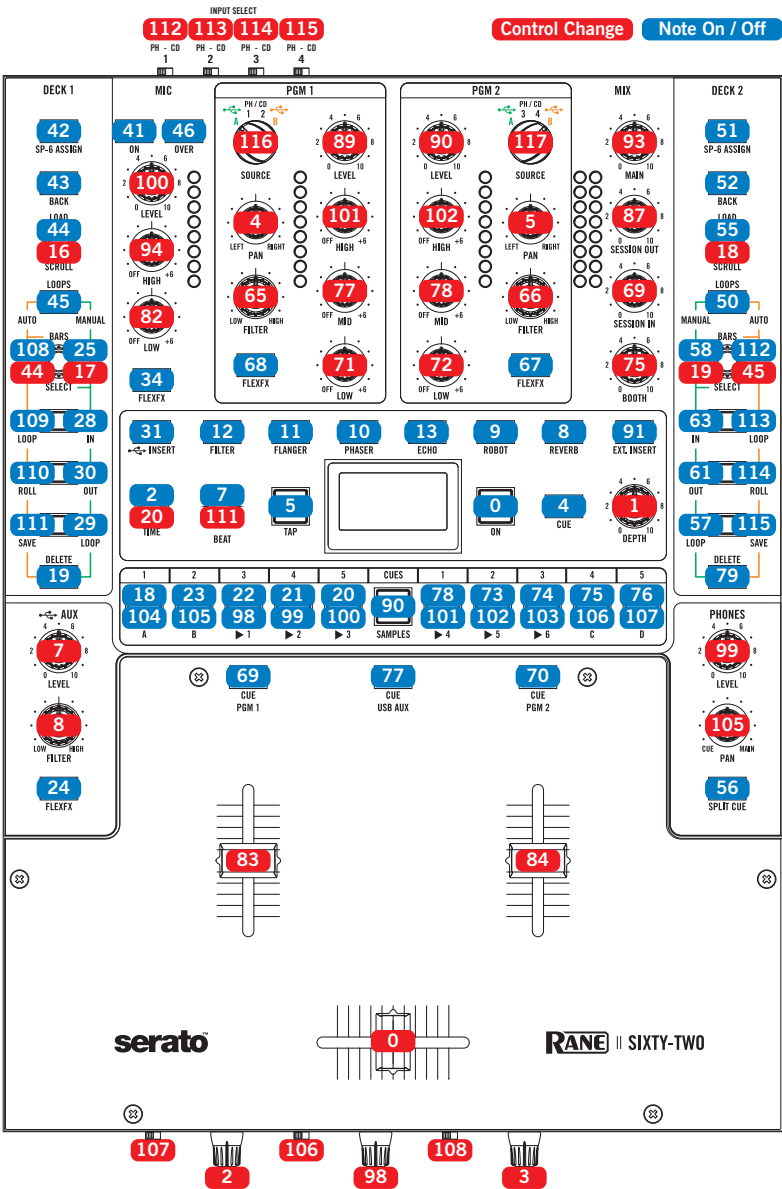 INPUT SELECT
112 113 114 115 Control Change Note On / Off
PH - CD PH - CD PH - CD PH - CD
1 2 3 4
DECK 1 MIC PGM 1 PGM 2 MIX DECK 2
PH / CD PH / CD
A 1 2 B A 3 4 B
42 41 46 116 89 90 117 93 51
SP-6 ASSIGN ON OVER SOURCE LEVEL LEVEL SOURCE MAIN SP-6 ASSIGN
43 100 4 101 102 5 87 52
BACK LEVEL LEFT RIGHT PAN OFF +6 HIGH OFF +6 HIGH LEFT RIGHT PAN SESSION OUT BACK
LOAD LOAD
44 94 55
16 18
SCROLL OFF +6 HIGH SCROLL
LOOPS LOOPS
45 82 65 77 78 66 69 50
AUTO MANUAL OFF +6 LOW LOW HIGH FILTER OFF +6 MID OFF +6 MID LOW HIGH FILTER SESSION IN MANUAL AUTO
BARS BARS
108 25 58 112
44 17 34 68 71 72 67 75 19 45
SELECT FLEXFX FLEXFX OFF +6 LOW OFF +6 LOW FLEXFX BOOTH SELECT
109 28 31 12 11 10 13 9 8 91 63 113
LOOP IN INSERT FILTER FLANGER PHASER ECHO ROBOT REVERB EXT. INSERT IN LOOP
110 30 2 7 5 0 4 1 61 114
ROLL OUT 20 111 OUT ROLL
TIME BEAT TAP ON CUE DEPTH
111 29 57 115
SAVE LOOP LOOP SAVE
DELETE DELETE
19 79
1 2 3 4 5 CUES 1 2 3 4 5
18 23 22 21 20 90 78 73 74 75 76
104 105 98 99 100 101 102 103 106 107
A B ▶ 1 ▶ 2 ▶ 3 SAMPLES ▶ 4 ▶ 5 ▶ 6 C D
AUX PHONES
7 69 77 70 99
LEVEL CUE CUE CUE LEVEL
PGM 1 USB AUX PGM 2
8 105
LOW HIGH CUE MAIN
FILTER PAN
24 56
FLEXFX SPLIT CUE
83 84
0
serato™ RANE SIXTY-TWO
107 106 108
2 98 3